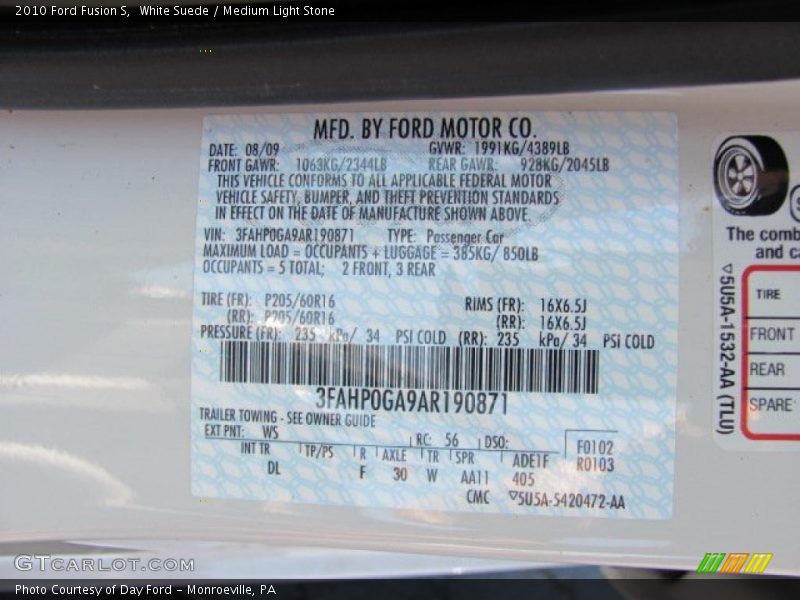 2010 Ford Fusion S,  White Suede / Medium Light Stone
MFD. BY FORD MOTOR CO.
DATE: 08/09 GVWR: 1991KG/4389LB
FRONT GAWR: 1063KG/2344LB REAR GAWR: 928KG/2045LB
THIS VEHICLE CONFORMS TO ALL APPLICABLE FEDERAL MOTOR
VEHICLE SAFETY, BUMPER, AND THEFT PREVENTION STANDARDS
IN EFFECT ON THE DATE OF MANUFACTURE SHOWN ABOVE.
VIN: 3FAHP0GA9AR190871 TYPE: Passenger Car
MAXIMUM LOAD = OCCUPANTS + LUGGAGE = 385KG/ 850LB
OCCUPANTS = 5 TOTAL; 2 FRONT, 3 REAR
TIRE (FR): P205/60R16 RIMS (FR): 16X6.5J
(RR): P205/60R16 (RR): 16X6.5J
PRESSURE (FR): 235 kPa/ 34 PSI COLD (RR): 235 kPa/ 34 PSI COLD
3FAHP0GA9AR190871
TRAILER TOWING - SEE OWNER GUIDE
EXT PNT: WS RC: 56 DSO: F0102
INT TR TP/PS R AXLE TR SPR ADE1F R0103
DL F 30 W AA11 405
CMC ▽5U5A-5420472-AA
The comb
and ca
▽5U5A-1532-AA (TLU)
TIRE
FRONT
REAR
SPARE
GTCARLOT.COM
Photo Courtesy of Day Ford – Monroeville, PA